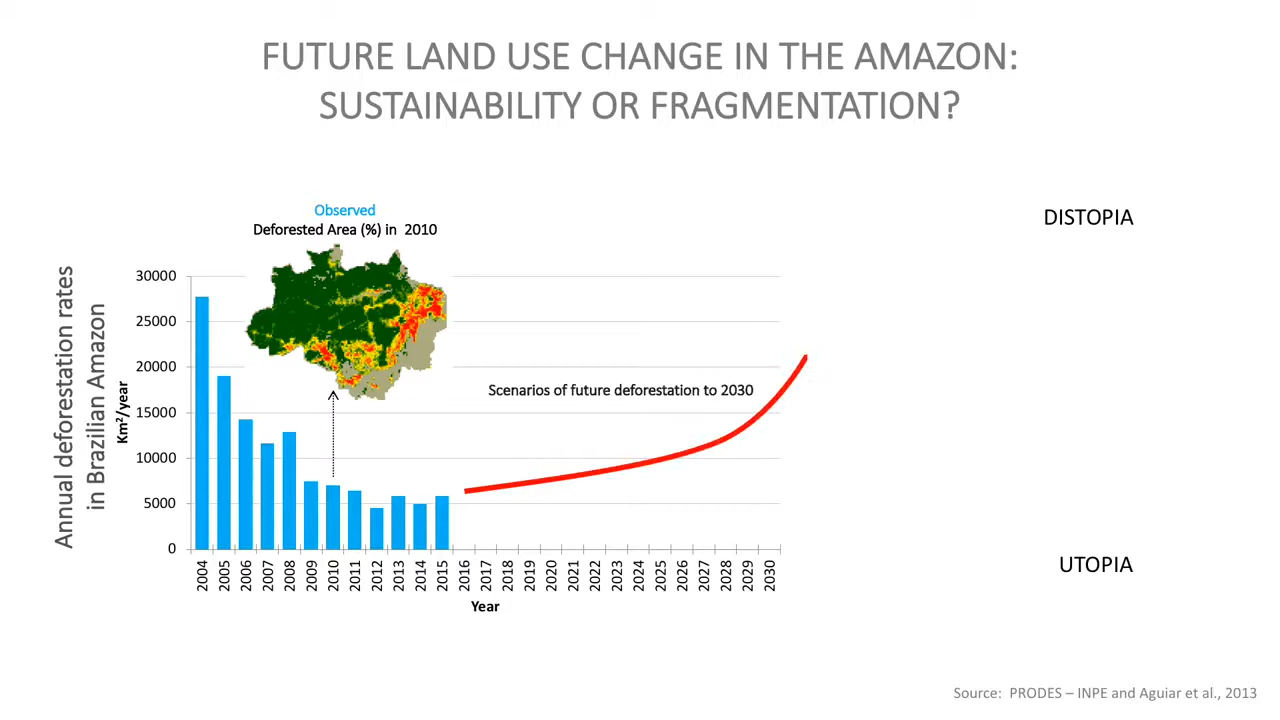 FUTURE LAND USE CHANGE IN THE AMAZON:
SUSTAINABILITY OR FRAGMENTATION?
Observed
Deforested Area (%) in 2010
DISTOPIA
Annual deforestation rates
in Brazilian Amazon
Km²/year
30000
25000
20000
15000
10000
5000
0
Scenarios of future deforestation to 2030
2004 2005 2006 2007 2008 2009 2010 2011 2012 2013 2014 2015 2016 2017 2018 2019 2020 2021 2022 2023 2024 2025 2026 2027 2028 2029 2030
Year
UTOPIA
Source: PRODES – INPE and Aguiar et al., 2013